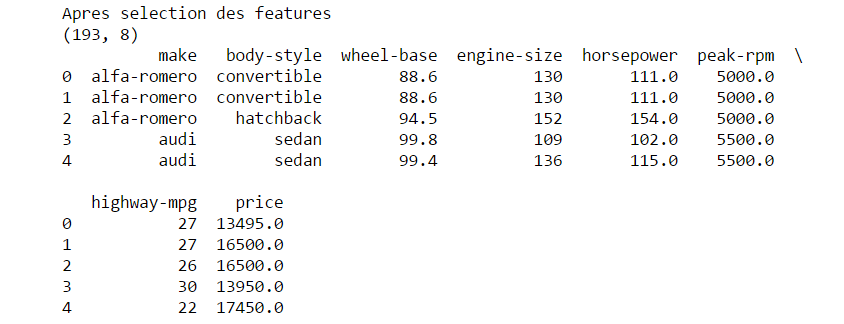 Apres selection des features
(193, 8)
make body-style wheel-base engine-size horsepower peak-rpm \
0 alfa-romero convertible 88.6 130 111.0 5000.0
1 alfa-romero convertible 88.6 130 111.0 5000.0
2 alfa-romero hatchback 94.5 152 154.0 5000.0
3 audi sedan 99.8 109 102.0 5500.0
4 audi sedan 99.4 136 115.0 5500.0
highway-mpg price
0 27 13495.0
1 27 16500.0
2 26 16500.0
3 30 13950.0
4 22 17450.0